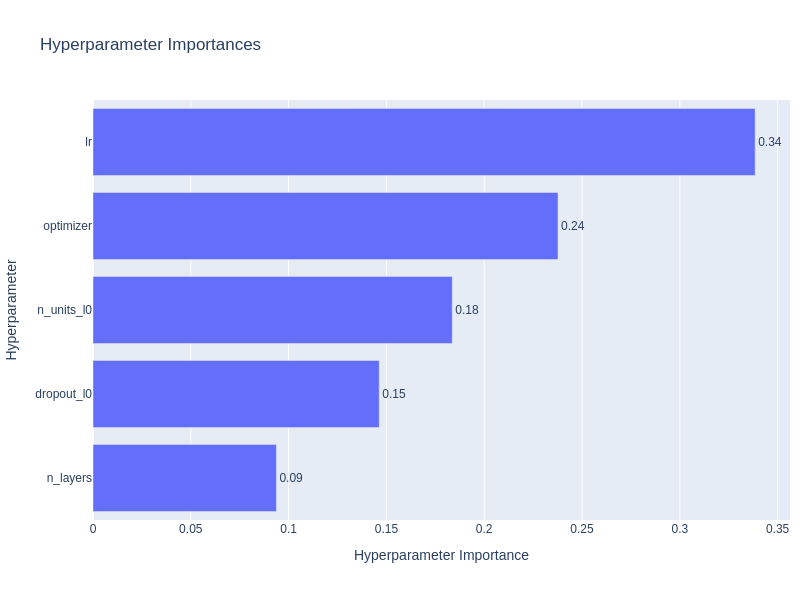 Hyperparameter Importances
lr
0.34
optimizer
0.24
n_units_l0
0.18
dropout_l0
0.15
n_layers
0.09
0
0.05
0.1
0.15
0.2
0.25
0.3
0.35
Hyperparameter Importance
Hyperparameter